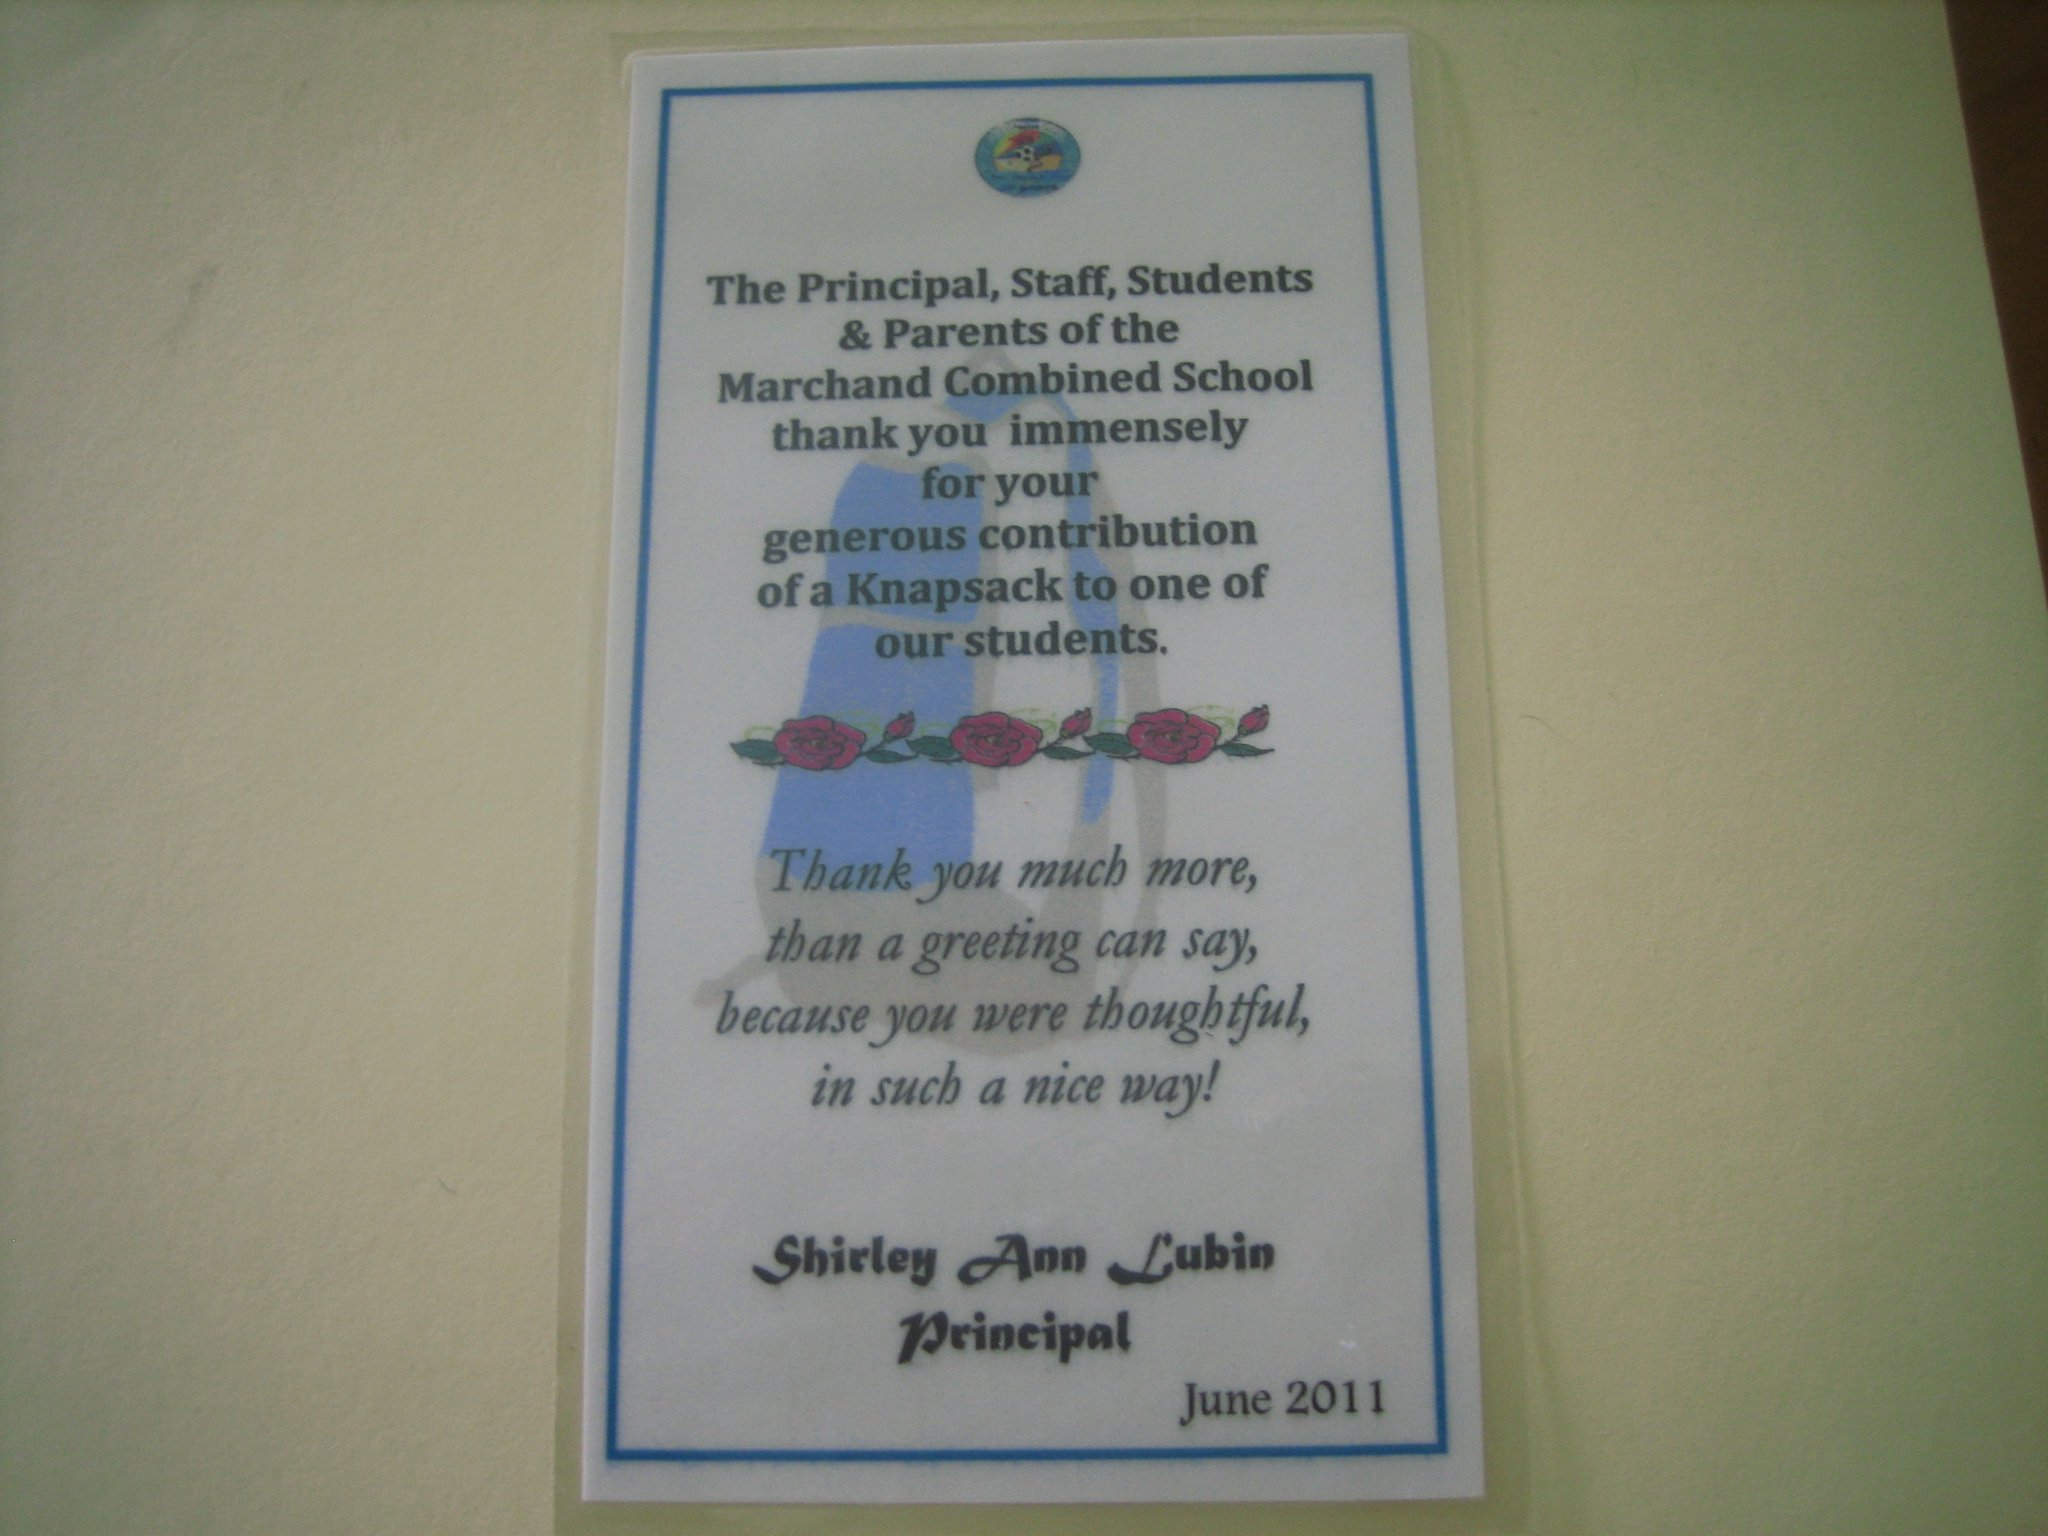 The Principal, Staff, Students
& Parents of the
Marchand Combined School
thank you immensely
for your
generous contribution
of a Knapsack to one of
our students.
Thank you much more,
than a greeting can say,
because you were thoughtful,
in such a nice way!
Shirley Ann Lubin
Principal
June 2011